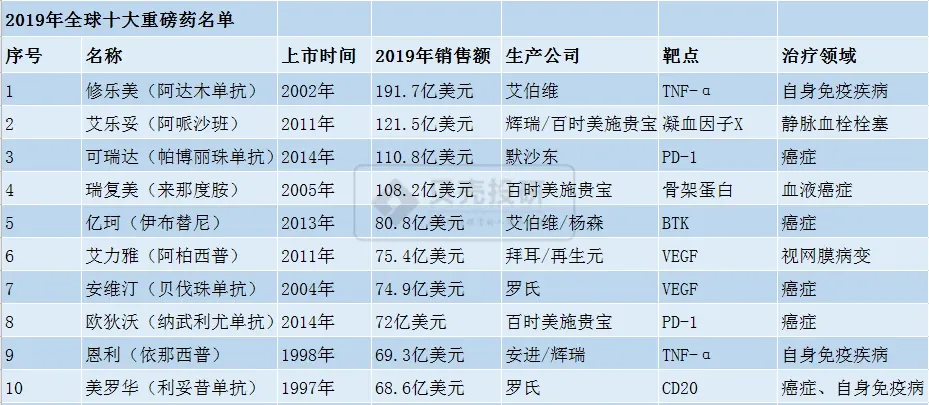 2019年全球十大重磅药名单
序号 名称 上市时间 2019年销售额 生产公司 靶点 治疗领域
1 修乐美（阿达木单抗） 2002年 191.7亿美元 艾伯维 TNF-α 自身免疫疾病
2 艾乐妥（阿哌沙班） 2011年 121.5亿美元 辉瑞/百时美施贵宝 凝血因子X 静脉血栓栓塞
3 可瑞达（帕博丽珠单抗） 2014年 110.8亿美元 默沙东 PD-1 癌症
4 瑞复美（来那度胺） 2005年 108.2亿美元 百时美施贵宝 骨架蛋白 血液癌症
5 亿珂（伊布替尼） 2013年 80.8亿美元 艾伯维/杨森 BTK 癌症
6 艾力雅（阿柏西普） 2011年 75.4亿美元 拜耳/再生元 VEGF 视网膜病变
7 安维汀（贝伐珠单抗） 2004年 74.9亿美元 罗氏 VEGF 癌症
8 欧狄沃（纳武利尤单抗） 2014年 72亿美元 百时美施贵宝 PD-1 癌症
9 恩利（依那西普） 1998年 69.3亿美元 安进/辉瑞 TNF-α 自身免疫疾病
10 美罗华（利妥昔单抗） 1997年 68.6亿美元 罗氏 CD20 癌症、自身免疫病
贝壳投研